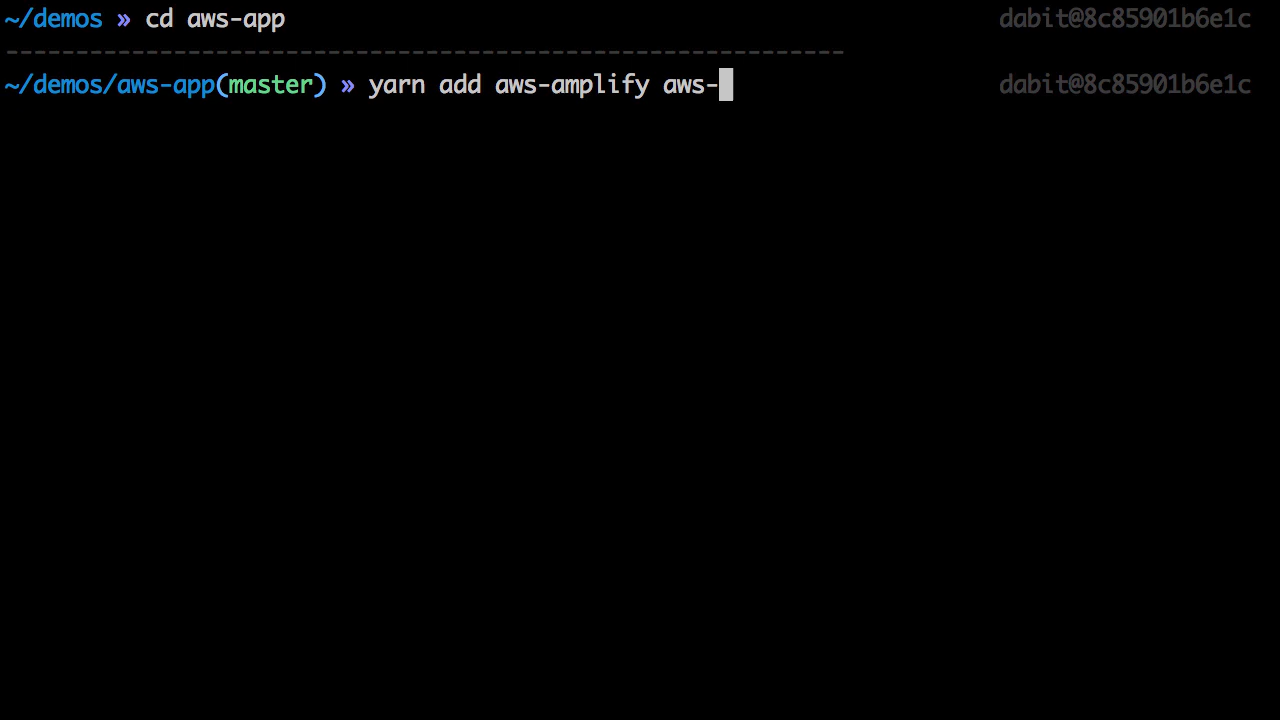 ~/demos » cd aws-app dabit@8c85901b6e1c
------------------------------------------------------------
~/demos/aws-app(master) » yarn add aws-amplify aws- dabit@8c85901b6e1c